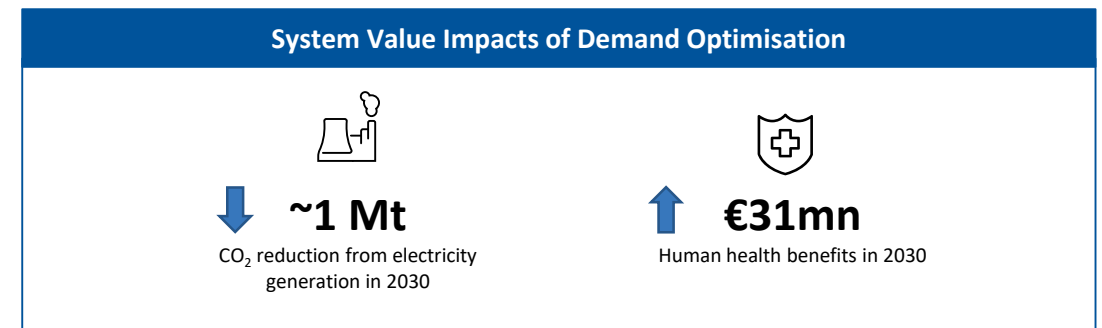 System Value Impacts of Demand Optimisation
~1 Mt
CO₂ reduction from electricity
generation in 2030
€31mn
Human health benefits in 2030